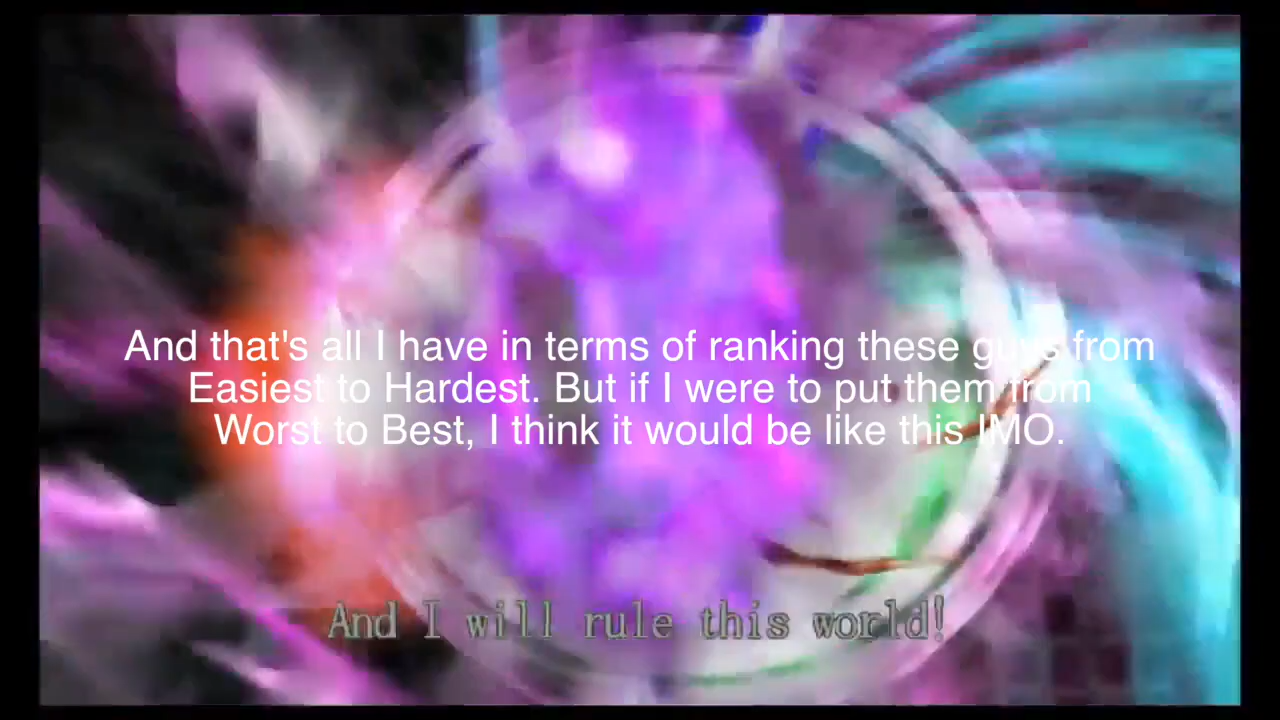 And that's all I have in terms of ranking these guys from
Easiest to Hardest. But if I were to put them from
Worst to Best, I think it would be like this IMO.
And I will rule this world!